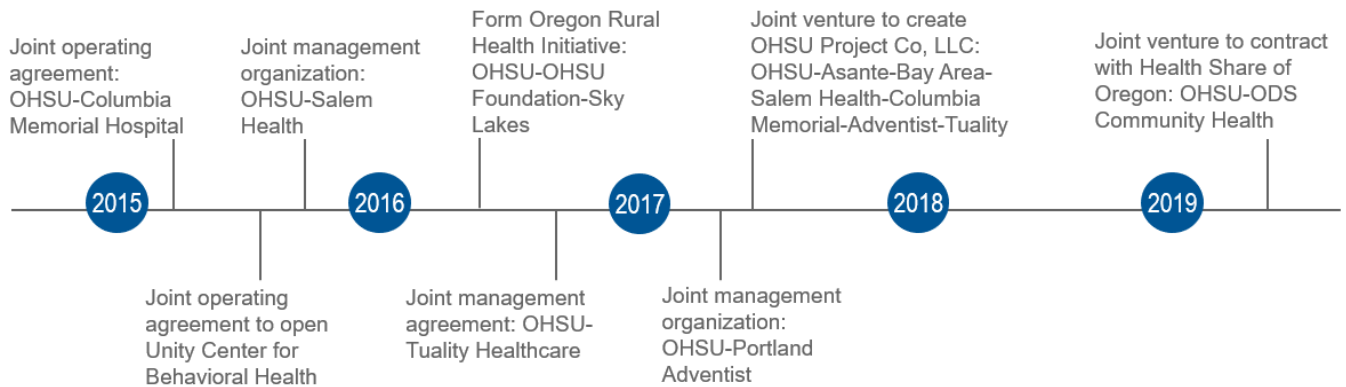 Joint operating
agreement:
OHSU-Columbia
Memorial Hospital
Joint management
organization:
OHSU-Salem
Health
Form Oregon Rural
Health Initiative:
OHSU-OHSU
Foundation-Sky
Lakes
Joint venture to create
OHSU Project Co, LLC:
OHSU-Asante-Bay Area-
Salem Health-Columbia
Memorial-Adventist-Tuality
Joint venture to contract
with Health Share of
Oregon: OHSU-ODS
Community Health
2015
2016
2017
2018
2019
Joint operating
agreement to open
Unity Center for
Behavioral Health
Joint management
agreement: OHSU-
Tuality Healthcare
Joint management
organization:
OHSU-Portland
Adventist